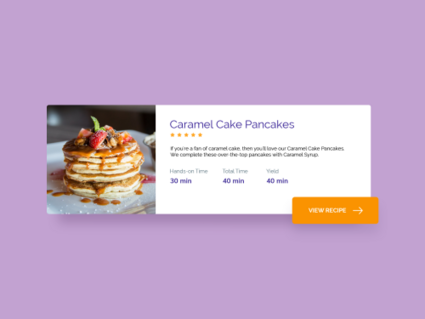 Caramel Cake Pancakes
If you're a fan of caramel cake, then you'll love our Caramel Cake Pancakes.
We complete these over-the-top pancakes with Caramel Syrup.
Hands on Time Total Time Yield
30 min 40 min 40 min
VIEW RECIPE